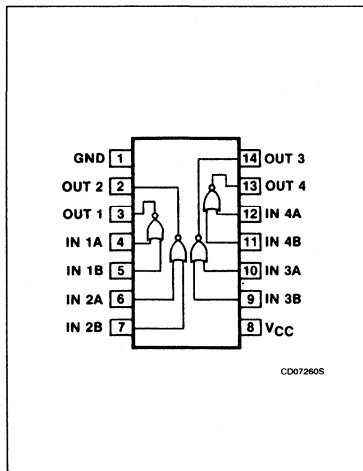 GND 1
14 OUT 3
OUT 2 2
13 OUT 4
OUT 1 3
12 IN 4A
IN 1A 4
11 IN 4B
IN 1B 5
10 IN 3A
IN 2A 6
9 IN 3B
IN 2B 7
8 VCC
CD07260S